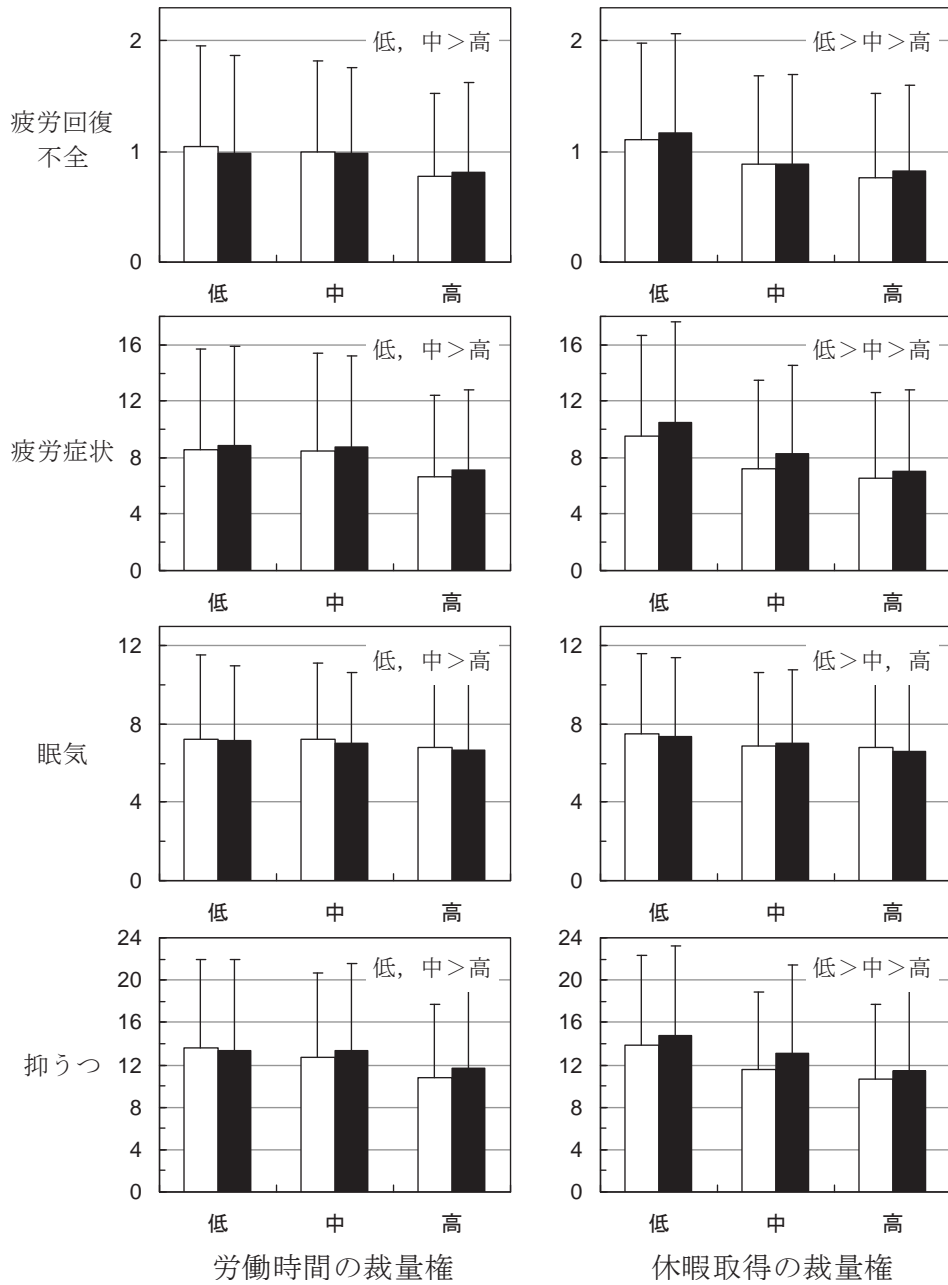 疲労回復
不全
2
1
0
低，中＞高
低 中 高
2
1
0
低＞中＞高
低 中 高
疲労症状
16
12
8
4
0
低，中＞高
低 中 高
16
12
8
4
0
低＞中＞高
低 中 高
眠気
12
8
4
0
低，中＞高
低 中 高
12
8
4
0
低＞中，高
低 中 高
抑うつ
24
20
16
12
8
4
0
低，中＞高
低 中 高
24
20
16
12
8
4
0
低＞中＞高
低 中 高
労働時間の裁量権
休暇取得の裁量権